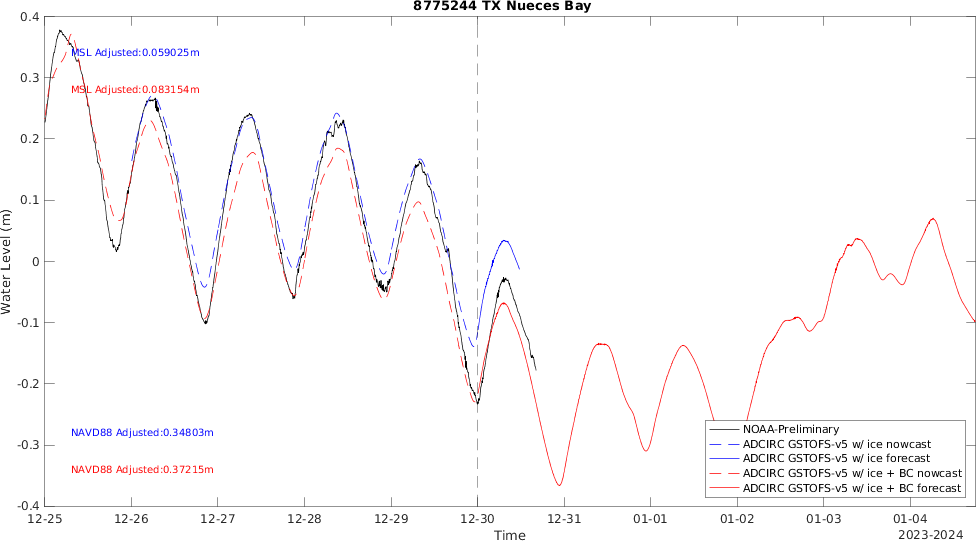 8775244 TX Nueces Bay
Water Level (m)
0.4
0.3
0.2
0.1
0
-0.1
-0.2
-0.3
-0.4
MSL Adjusted:0.059025m
MSL Adjusted:0.083154m
NAVD88 Adjusted:0.34803m
NAVD88 Adjusted:0.37215m
NOAA-Preliminary
ADCIRC GSTOFS-v5 w/ ice nowcast
ADCIRC GSTOFS-v5 w/ ice forecast
ADCIRC GSTOFS-v5 w/ ice + BC nowcast
ADCIRC GSTOFS-v5 w/ ice + BC forecast
12-25 12-26 12-27 12-28 12-29 12-30 12-31 01-01 01-02 01-03 01-04
Time
2023-2024